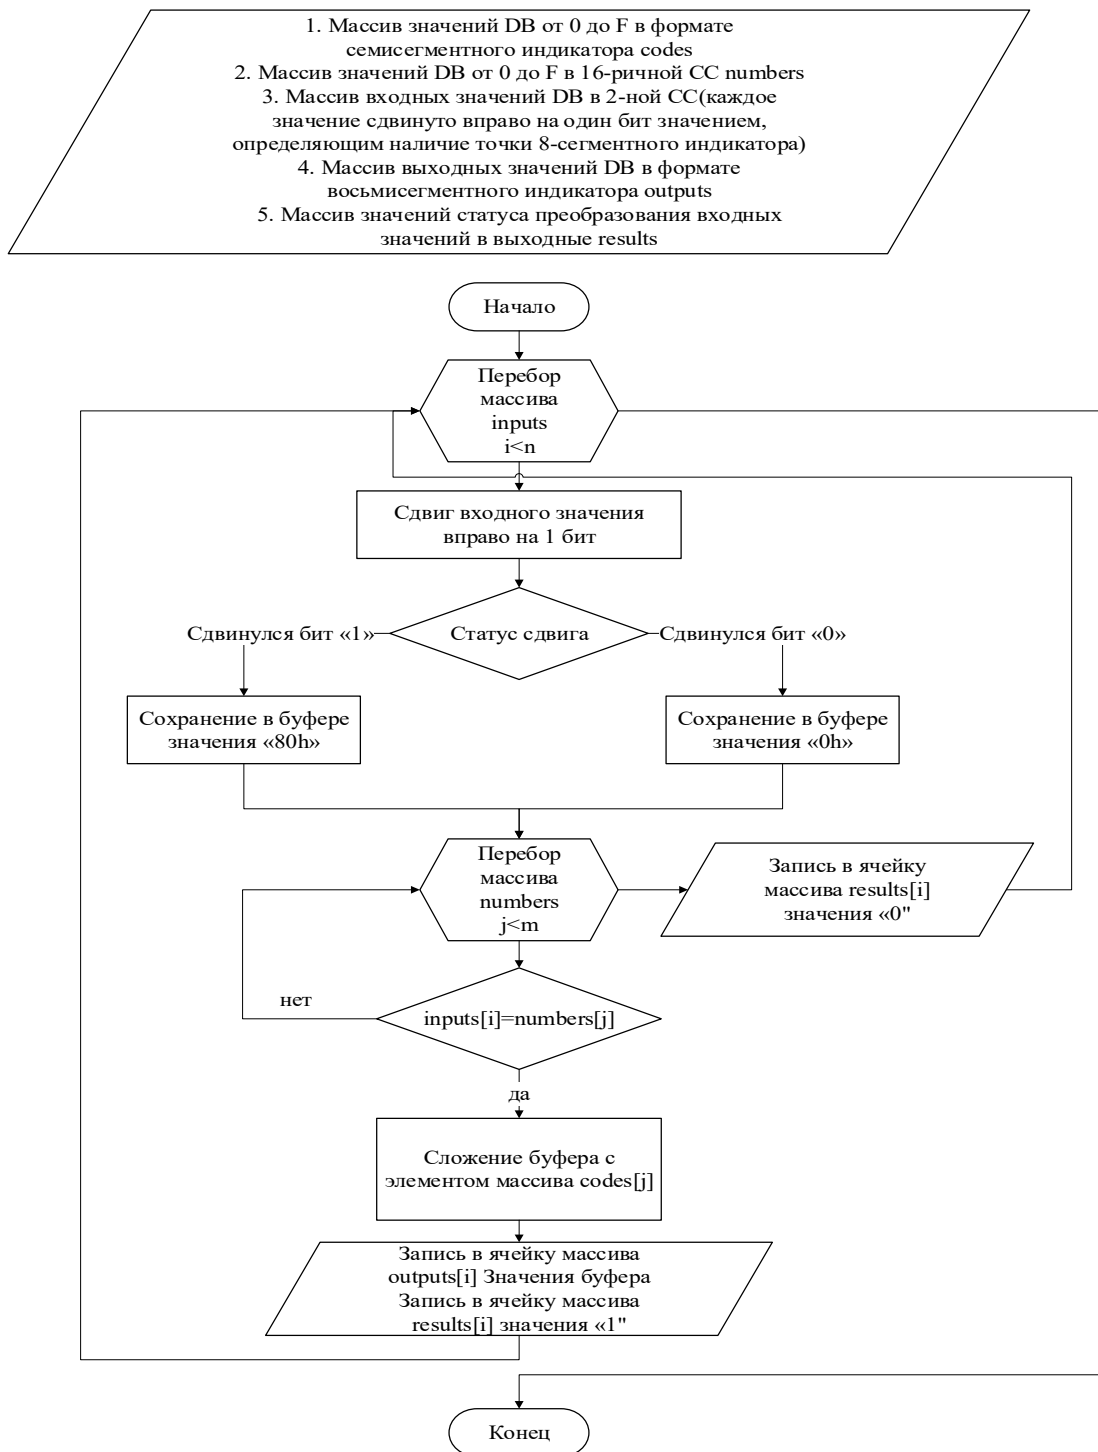 1. Массив значений DB от 0 до F в формате
семисегментного индикатора codes
2. Массив значений DB от 0 до F в 16-ричной СС numbers
3. Массив входных значений DB в 2-ной СС(каждое
значение сдвинуто вправо на один бит значением,
определяющим наличие точки 8-сегментного индикатора)
4. Массив выходных значений DB в формате
восьмисегментного индикатора outputs
5. Массив значений статуса преобразования входных
значений в выходные results
Начало
Перебор
массива
inputs
i<n
Сдвиг входного значения
вправо на 1 бит
Сдвинулся бит «1»
Статус сдвига
Сдвинулся бит «0»
Сохранение в буфере
значения «80h»
Сохранение в буфере
значения «0h»
Перебор
массива
numbers
j<m
Запись в ячейку
массива results[i]
значения «0"
нет
inputs[i]=numbers[j]
да
Сложение буфера с
элементом массива codes[j]
Запись в ячейку массива
outputs[i] Значения буфера
Запись в ячейку массива
results[i] значения «1"
Конец